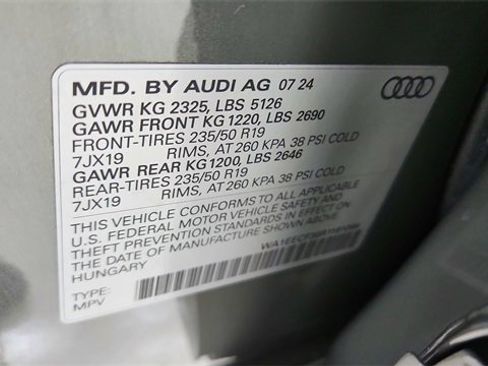 MFD. BY AUDI AG 07 24
GVWR KG 2325, LBS 5126
GAWR FRONT KG 1220, LBS 2690
FRONT-TIRES 235/50 R19
7JX19 RIMS, AT 260 KPA 38 PSI COLD
GAWR REAR KG 1200, LBS 2646
REAR-TIRES 235/50 R19
7JX19 RIMS, AT 260 KPA 38 PSI COLD
THIS VEHICLE CONFORMS TO ALL APPLICABLE
U.S. FEDERAL MOTOR VEHICLE SAFETY AND
THEFT PREVENTION STANDARDS IN EFFECT ON
THE DATE OF MANUFACTURE SHOWN ABOVE.
HUNGARY
TYPE:
MPV